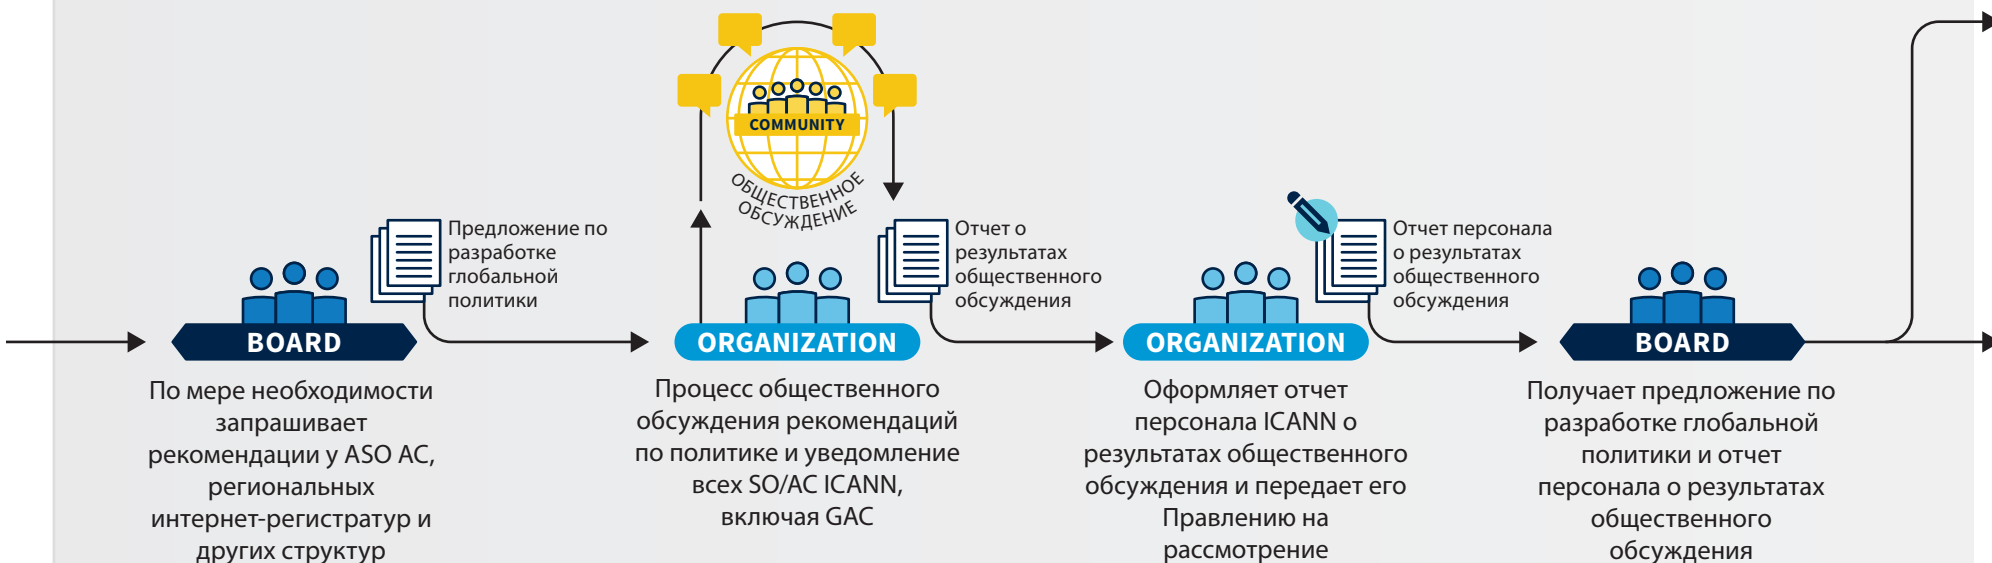 COMMUNITY
ОБЩЕСТВЕННОЕ
ОБСУЖДЕНИЕ
Предложение по
разработке
глобальной
политики
BOARD
По мере необходимости
запрашивает
рекомендации у ASO AC,
региональных
интернет-регистратур и
других структур
Отчет о
результатах
общественного
обсуждения
ORGANIZATION
Процесс общественного
обсуждения рекомендаций
по политике и уведомление
всех SO/AC ICANN,
включая GAC
Отчет персонала
о результатах
общественного
обсуждения
ORGANIZATION
Оформляет отчет
персонала ICANN о
результатах общественного
обсуждения и передает его
Правлению на
рассмотрение
BOARD
Получает предложение по
разработке глобальной
политики и отчет
персонала о результатах
общественного
обсуждения